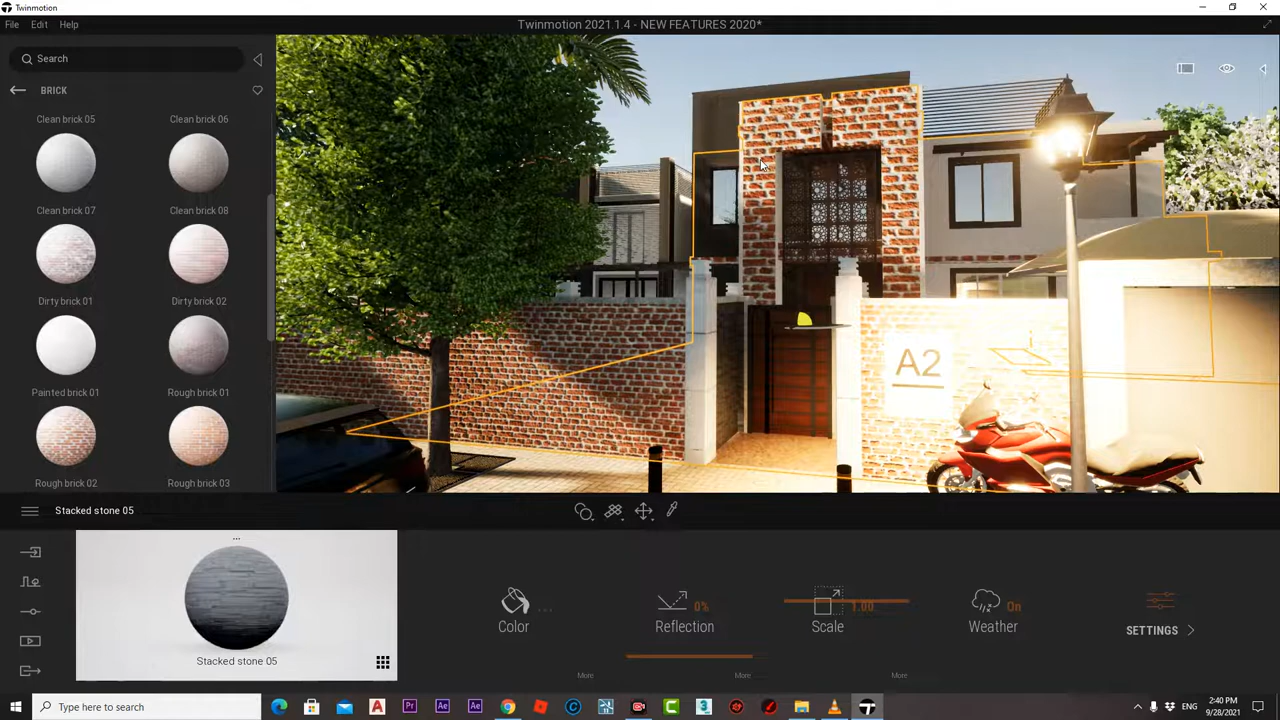 Twinmotion
File Edit Help
Twinmotion 2021.1.4 - NEW FEATURES 2020*
Search
BRICK
Clean brick 05 Clean brick 06
Clean brick 07 Clean brick 08
Dirty brick 01 Dirty brick 02
Painted brick 01 Rough brick 01
Rough brick 02 Rough brick 03
A2
Stacked stone 05
...
Stacked stone 05
Color ...
Reflection 0%
Scale 1.00
Weather On
SETTINGS
More More More
Type here to search
2:40 PM
9/28/2021